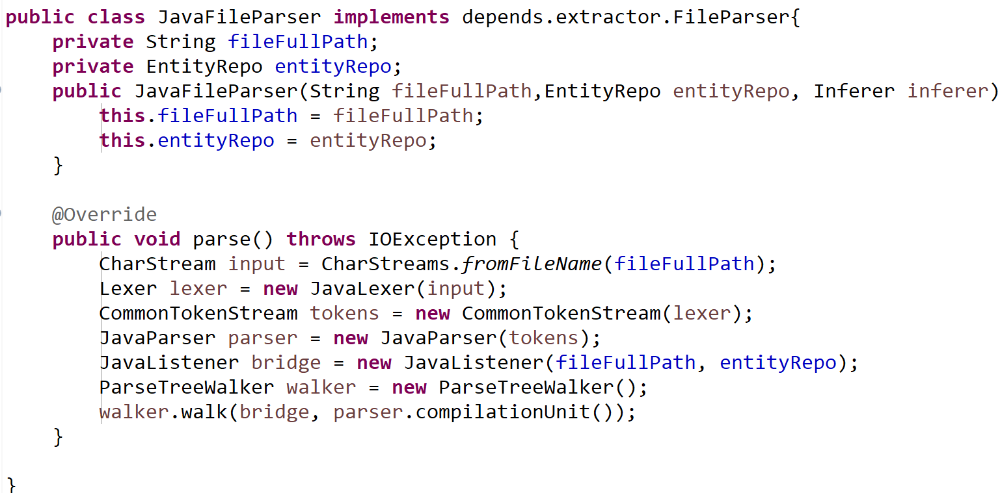 public class JavaFileParser implements depends.extractor.FileParser{
    private String fileFullPath;
    private EntityRepo entityRepo;
    public JavaFileParser(String fileFullPath,EntityRepo entityRepo, Inferer inferer)
        this.fileFullPath = fileFullPath;
        this.entityRepo = entityRepo;
    }

    @Override
    public void parse() throws IOException {
        CharStream input = CharStreams.fromFileName(fileFullPath);
        Lexer lexer = new JavaLexer(input);
        CommonTokenStream tokens = new CommonTokenStream(lexer);
        JavaParser parser = new JavaParser(tokens);
        JavaListener bridge = new JavaListener(fileFullPath, entityRepo);
        ParseTreeWalker walker = new ParseTreeWalker();
        walker.walk(bridge, parser.compilationUnit());
    }

}